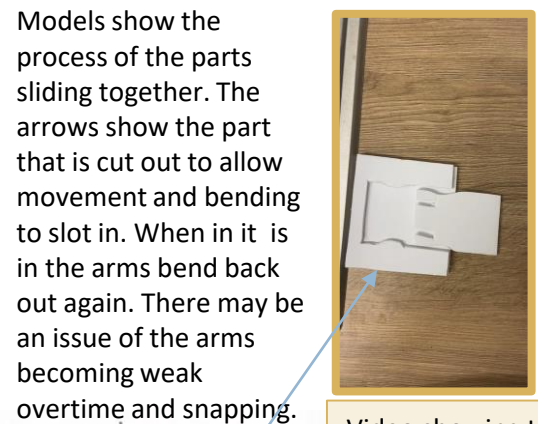 Models show the
process of the parts
sliding together. The
arrows show the part
that is cut out to allow
movement and bending
to slot in. When in it  is
in the arms bend back
out again. There may be
an issue of the arms
becoming weak
overtime and snapping.
Video showing t